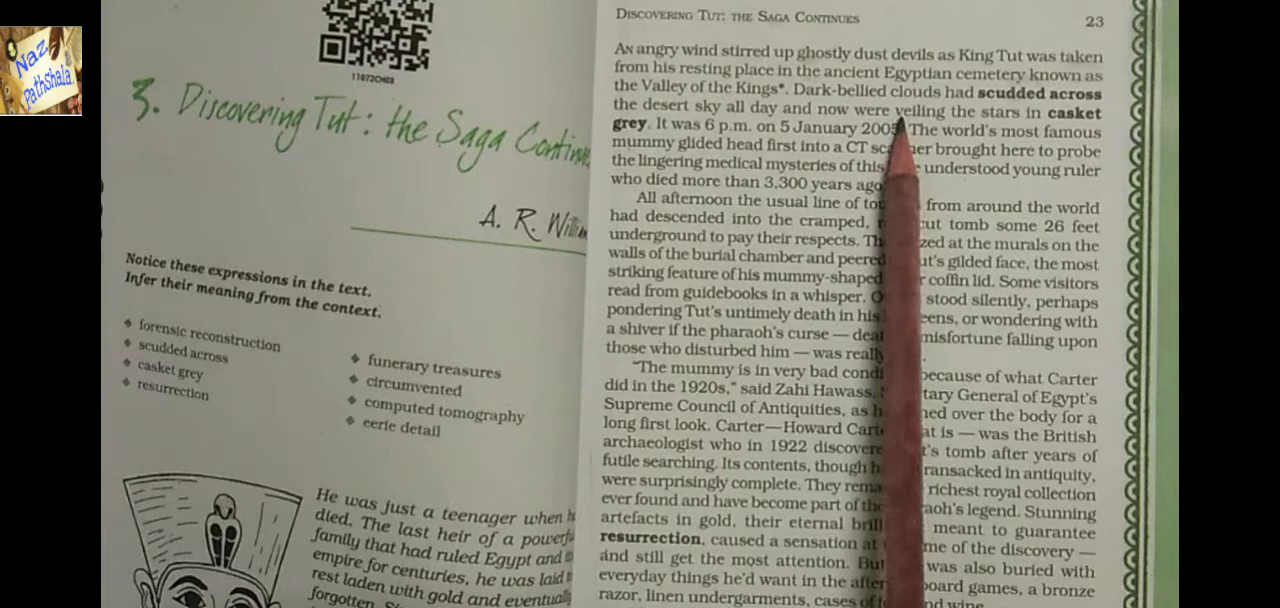 Naz
Pathshala.
11072CH03
3. Discovering Tut : the Saga
A. R.
Notice these expressions in the text.
Infer their meaning from the context.
❖ forensic reconstruction
❖ scudded across
❖ casket grey
❖ resurrection
❖ funerary treasures
❖ circumvented
❖ computed tomography
❖ eerie detail
He was just a teenager when
died. The last heir of a
family that had ruled Egypt and
empire for centuries, he was laid
rest laden with gold and
forgotten.
DISCOVERING TUT: THE SAGA CONTINUES 23
AN angry wind stirred up ghostly dust devils as King Tut was taken
from his resting place in the ancient Egyptian cemetery known as
the Valley of the Kings*. Dark-bellied clouds had scudded across
the desert sky all day and now were veiling the stars in casket
grey. It was 6 p.m. on 5 January 2005. The world's most famous
mummy glided head first into a CT brought here to probe
the lingering medical mysteries of this understood young ruler
who died more than 3,300 years ago
All afternoon the usual line of from around the world
had descended into the cramped, tomb some 26 feet
underground to pay their respects. at the murals on the
walls of the burial chamber and peered gilded face, the most
striking feature of his mummy-shaped coffin lid. Some visitors
read from guidebooks in a whisper. stood silently, perhaps
pondering Tut's untimely death in his or wondering with
a shiver if the pharaoh's curse — misfortune falling upon
those who disturbed him — was
"The mummy is in very bad because of what Carter
did in the 1920s," said Zahi Hawass, General of Egypt's
Supreme Council of Antiquities, as over the body for a
long first look. Carter—Howard is — was the British
archaeologist who in 1922 tomb after years of
futile searching. Its contents, though ransacked in antiquity,
were surprisingly complete. They richest royal collection
ever found and have become part of legend. Stunning
artefacts in gold, their eternal meant to guarantee
resurrection, caused a sensation at of the discovery —
and still get the most attention. But was also buried with
everyday things he'd want in the board games, a bronze
razor, linen undergarments, cases of and wine.